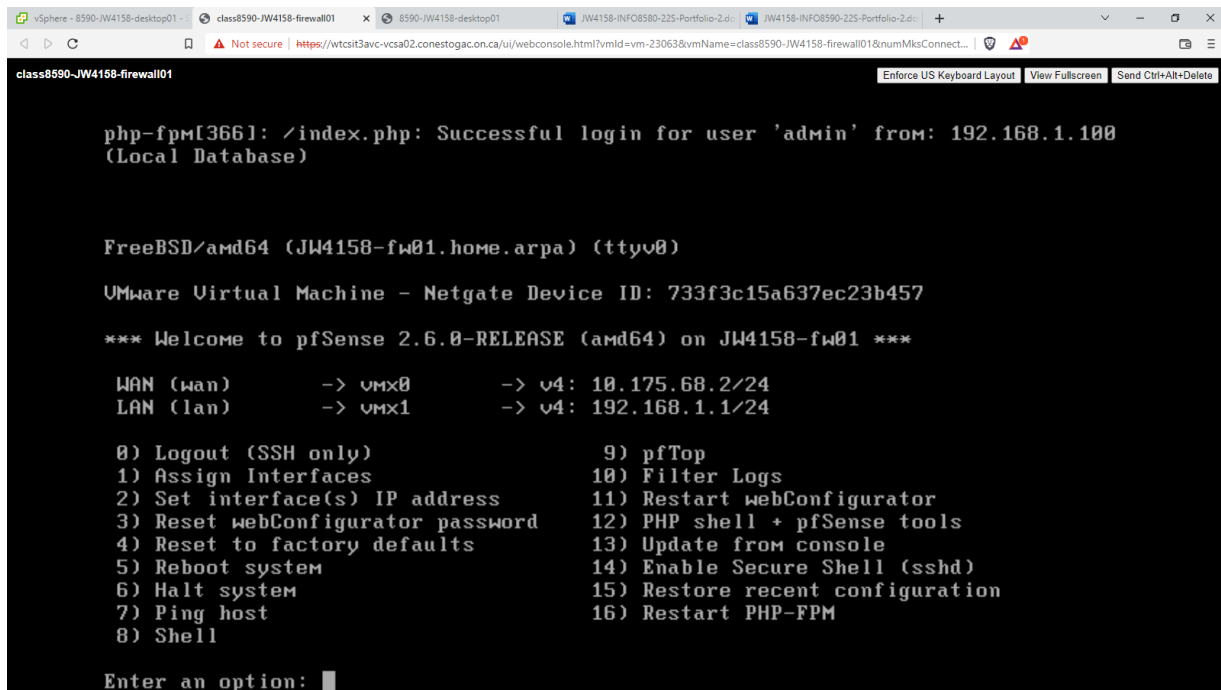 vSphere - 8590-JW4158-desktop01 - S
class8590-JW4158-firewall01
8590-JW4158-desktop01
JW4158-INFO8580-22S-Portfolio-2.do
JW4158-INFO8590-22S-Portfolio-2.do
Not secure | https://wtcsit3avc-vcsa02.conestogac.on.ca/ui/webconsole.html?vmId=vm-23063&vmName=class8590-JW4158-firewall01&numMksConnect...
class8590-JW4158-firewall01
Enforce US Keyboard Layout View Fullscreen Send Ctrl+Alt+Delete
php-fpm[366]: /index.php: Successful login for user 'admin' from: 192.168.1.100
(Local Database)
FreeBSD/amd64 (JW4158-fw01.home.arpa) (ttyv0)
VMware Virtual Machine - Netgate Device ID: 733f3c15a637ec23b457
*** Welcome to pfSense 2.6.0-RELEASE (amd64) on JW4158-fw01 ***
WAN (wan) -> vmx0 -> v4: 10.175.68.2/24
LAN (lan) -> vmx1 -> v4: 192.168.1.1/24
0) Logout (SSH only) 9) pfTop
1) Assign Interfaces 10) Filter Logs
2) Set interface(s) IP address 11) Restart webConfigurator
3) Reset webConfigurator password 12) PHP shell + pfSense tools
4) Reset to factory defaults 13) Update from console
5) Reboot system 14) Enable Secure Shell (sshd)
6) Halt system 15) Restore recent configuration
7) Ping host 16) Restart PHP-FPM
8) Shell
Enter an option: